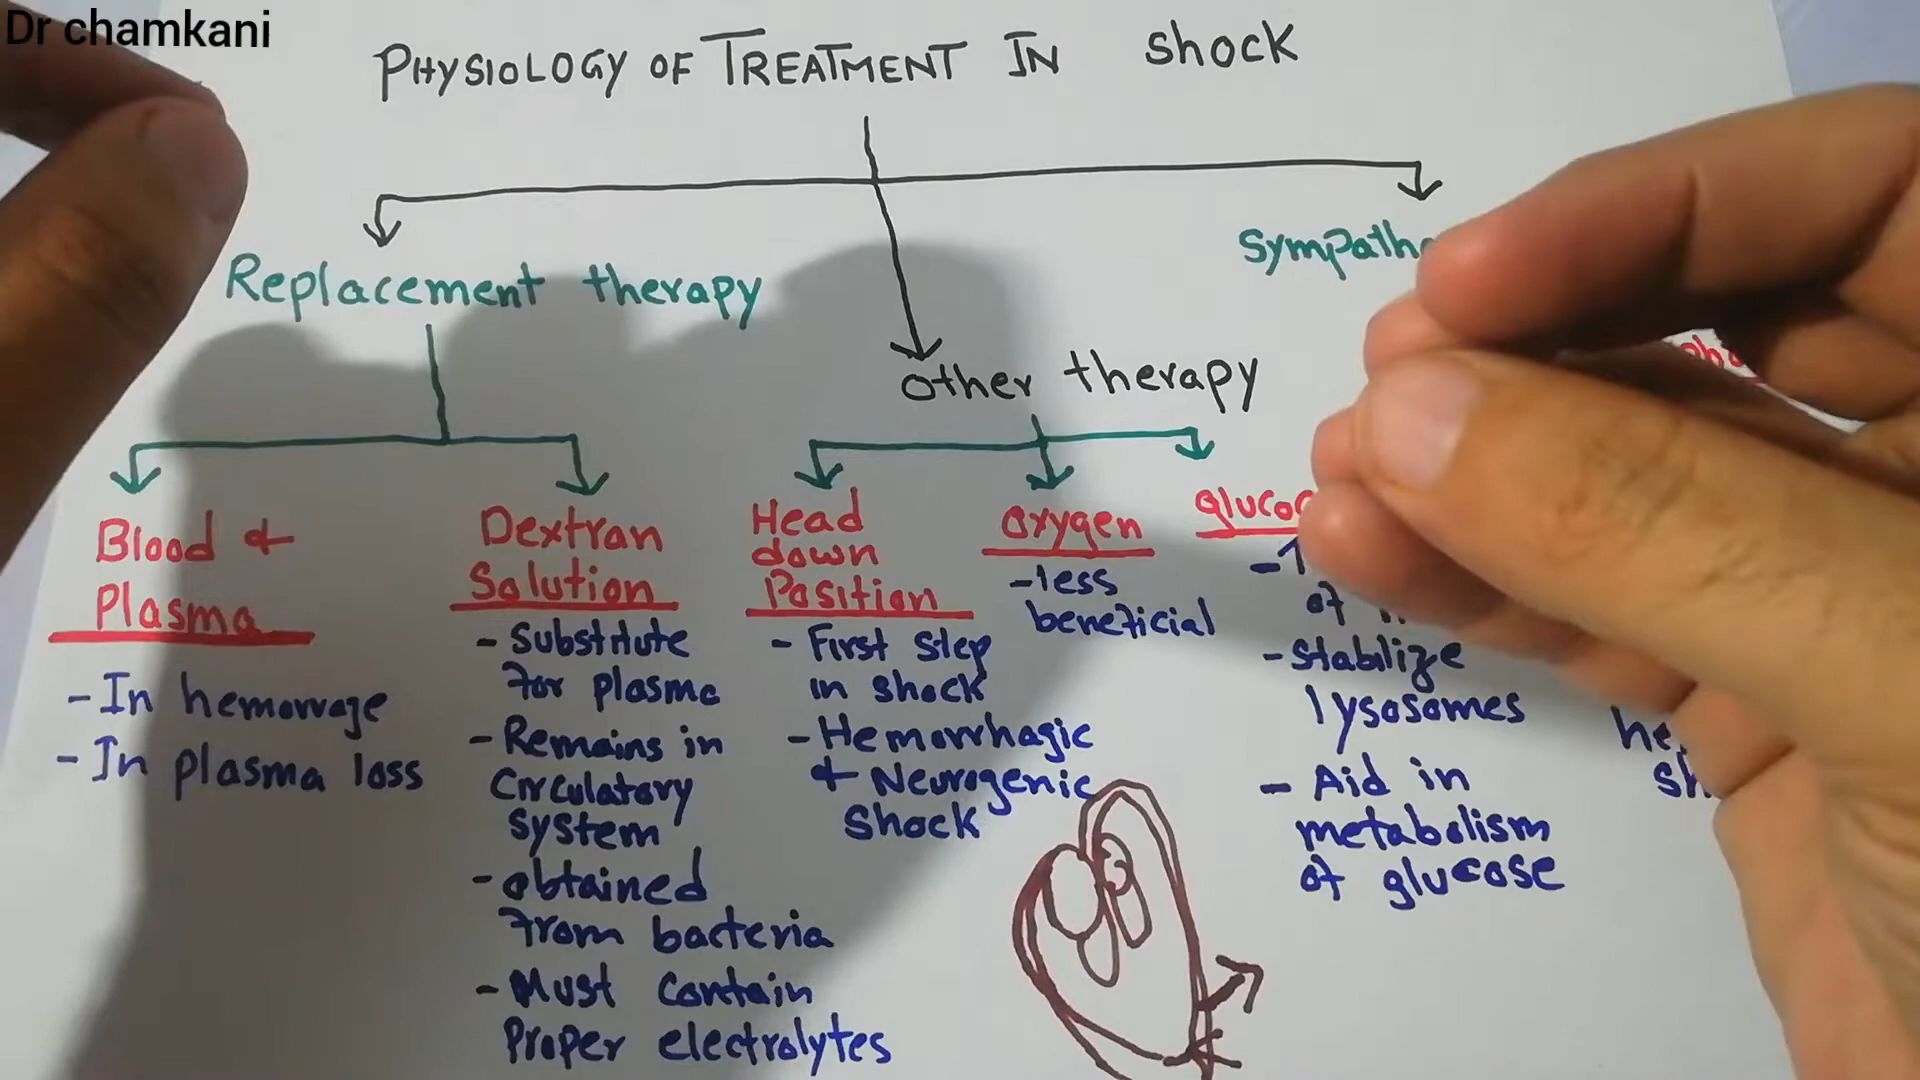 Dr chamkani
PHYSIOLOGY OF TREATMENT IN shock
Replacement therapy
Other therapy
Blood &
Plasma
- In hemorrage
- In plasma loss
Dextran
Solution
- Substitute
for plasma
- Remains in
Circulatory
system
- obtained
from bacteria
- Must contain
Proper electrolytes
Head
down
Position
- First step
in shock
- Hemorrhagic
& Neurogenic
Shock
oxygen
- less
beneficial
of
- stabilize
lysosomes
- Aid in
metabolism
of glucose